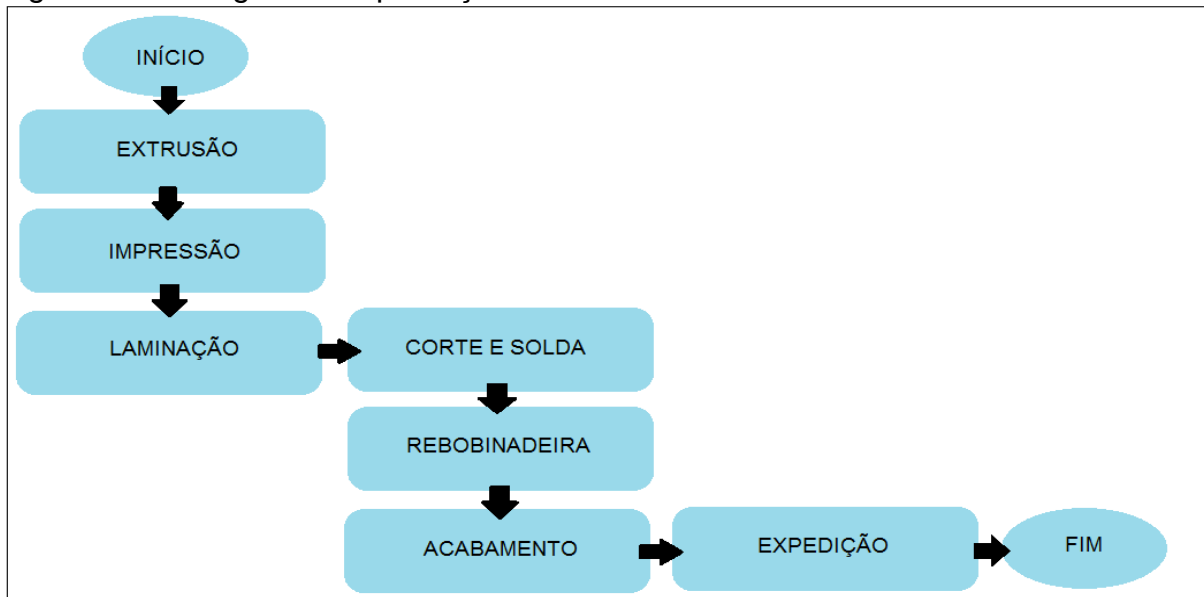 INÍCIO
EXTRUSÃO
IMPRESSÃO
LAMINAÇÃO
CORTE E SOLDA
REBOBINADEIRA
ACABAMENTO
EXPEDIÇÃO
FIM